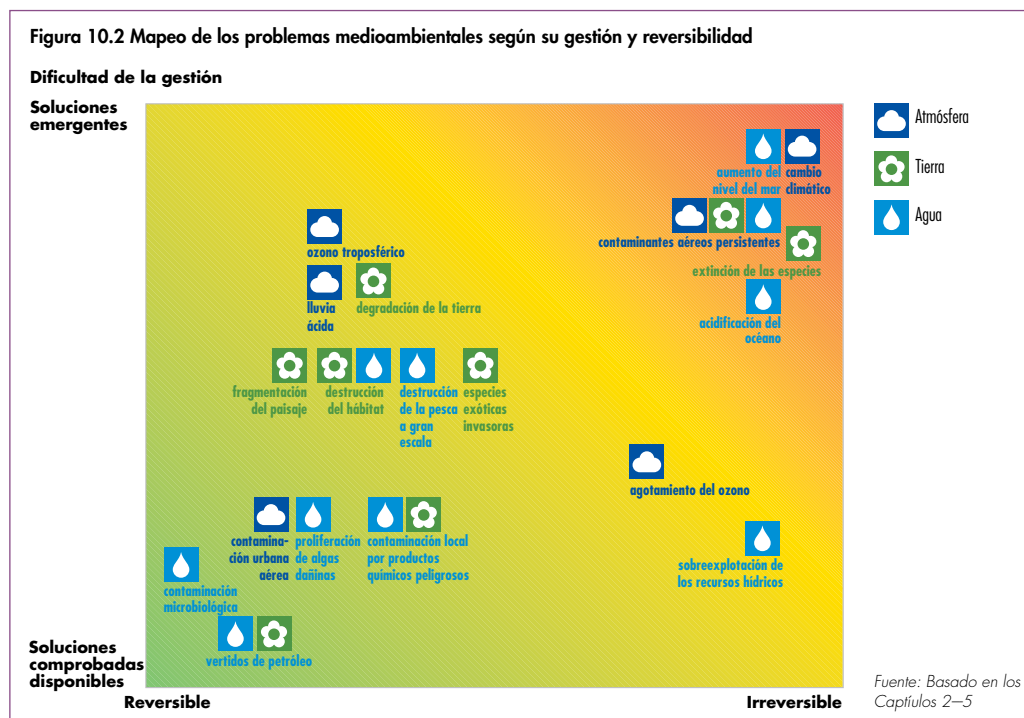 Figura 10.2 Mapeo de los problemas medioambientales según su gestión y reversibilidad
Dificultad de la gestión
Soluciones
emergentes
Atmósfera
Tierra
Agua
aumento del
nivel del mar
cambio
climático
contaminantes aéreos persistentes
extinción de las especies
acidificación del
océano
ozono troposférico
lluvia
ácida
degradación de la tierra
fragmentación
del paisaje
destrucción
del hábitat
destrucción
de la pesca
a gran
escala
especies
exóticas
invasoras
agotamiento del ozono
contamina-
ción urbana
aérea
proliferación
de algas
dañinas
contaminación local
por productos
químicos peligrosos
sobreexplotación de
los recursos hídricos
contaminación
microbiológica
vertidos de petróleo
Soluciones
comprobadas
disponibles
Reversible
Irreversible
Fuente: Basado en los
Captíulos 2–5